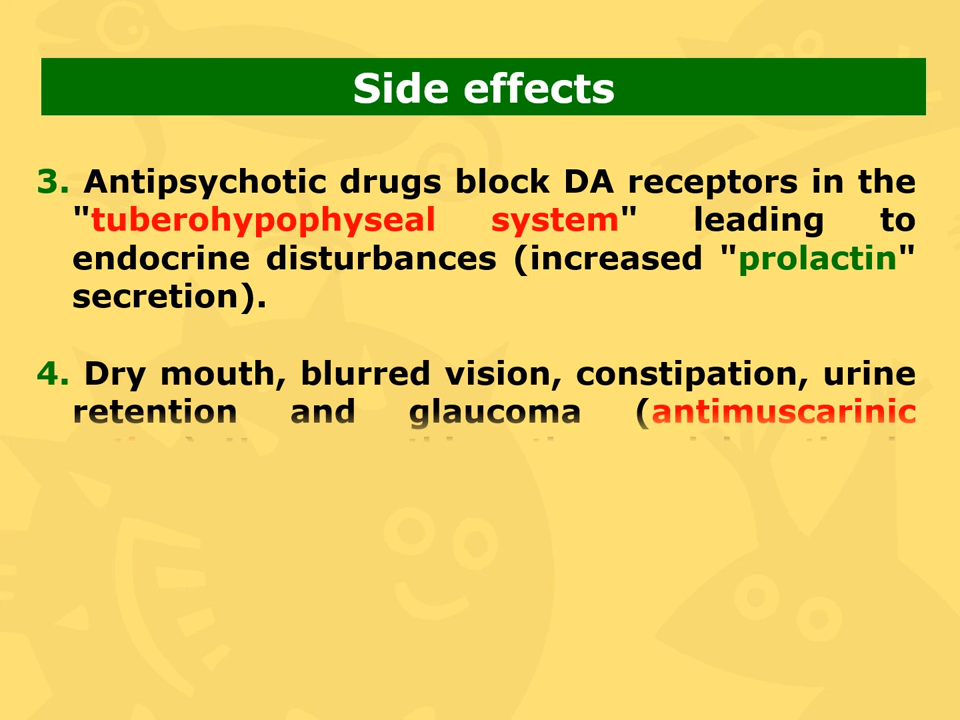 Side effects
3. Antipsychotic drugs block DA receptors in the
"tuberohypophyseal system" leading to
endocrine disturbances (increased "prolactin"
secretion).
4. Dry mouth, blurred vision, constipation, urine
retention and glaucoma (antimuscarinic